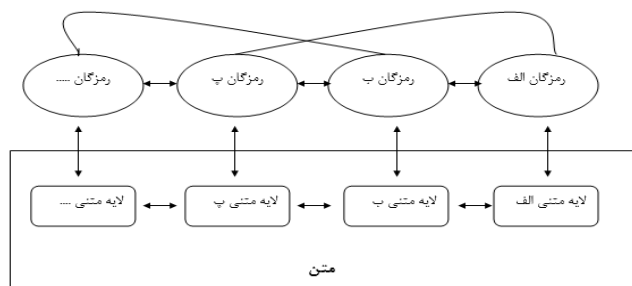 رمزگان الف
رمزگان ب
رمزگان پ
رمزگان .....
لایه متنی الف
لایه متنی ب
لایه متنی پ
لایه متنی ....
متن